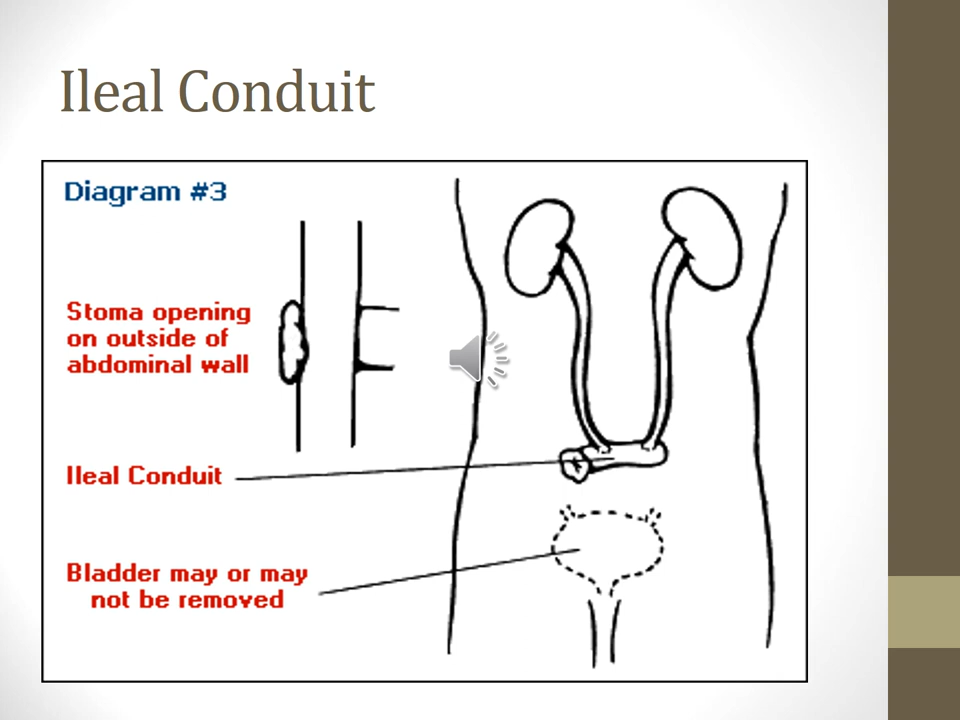 Ileal Conduit
Diagram #3
Stoma opening
on outside of
abdominal wall
Ileal Conduit
Bladder may or may
not be removed